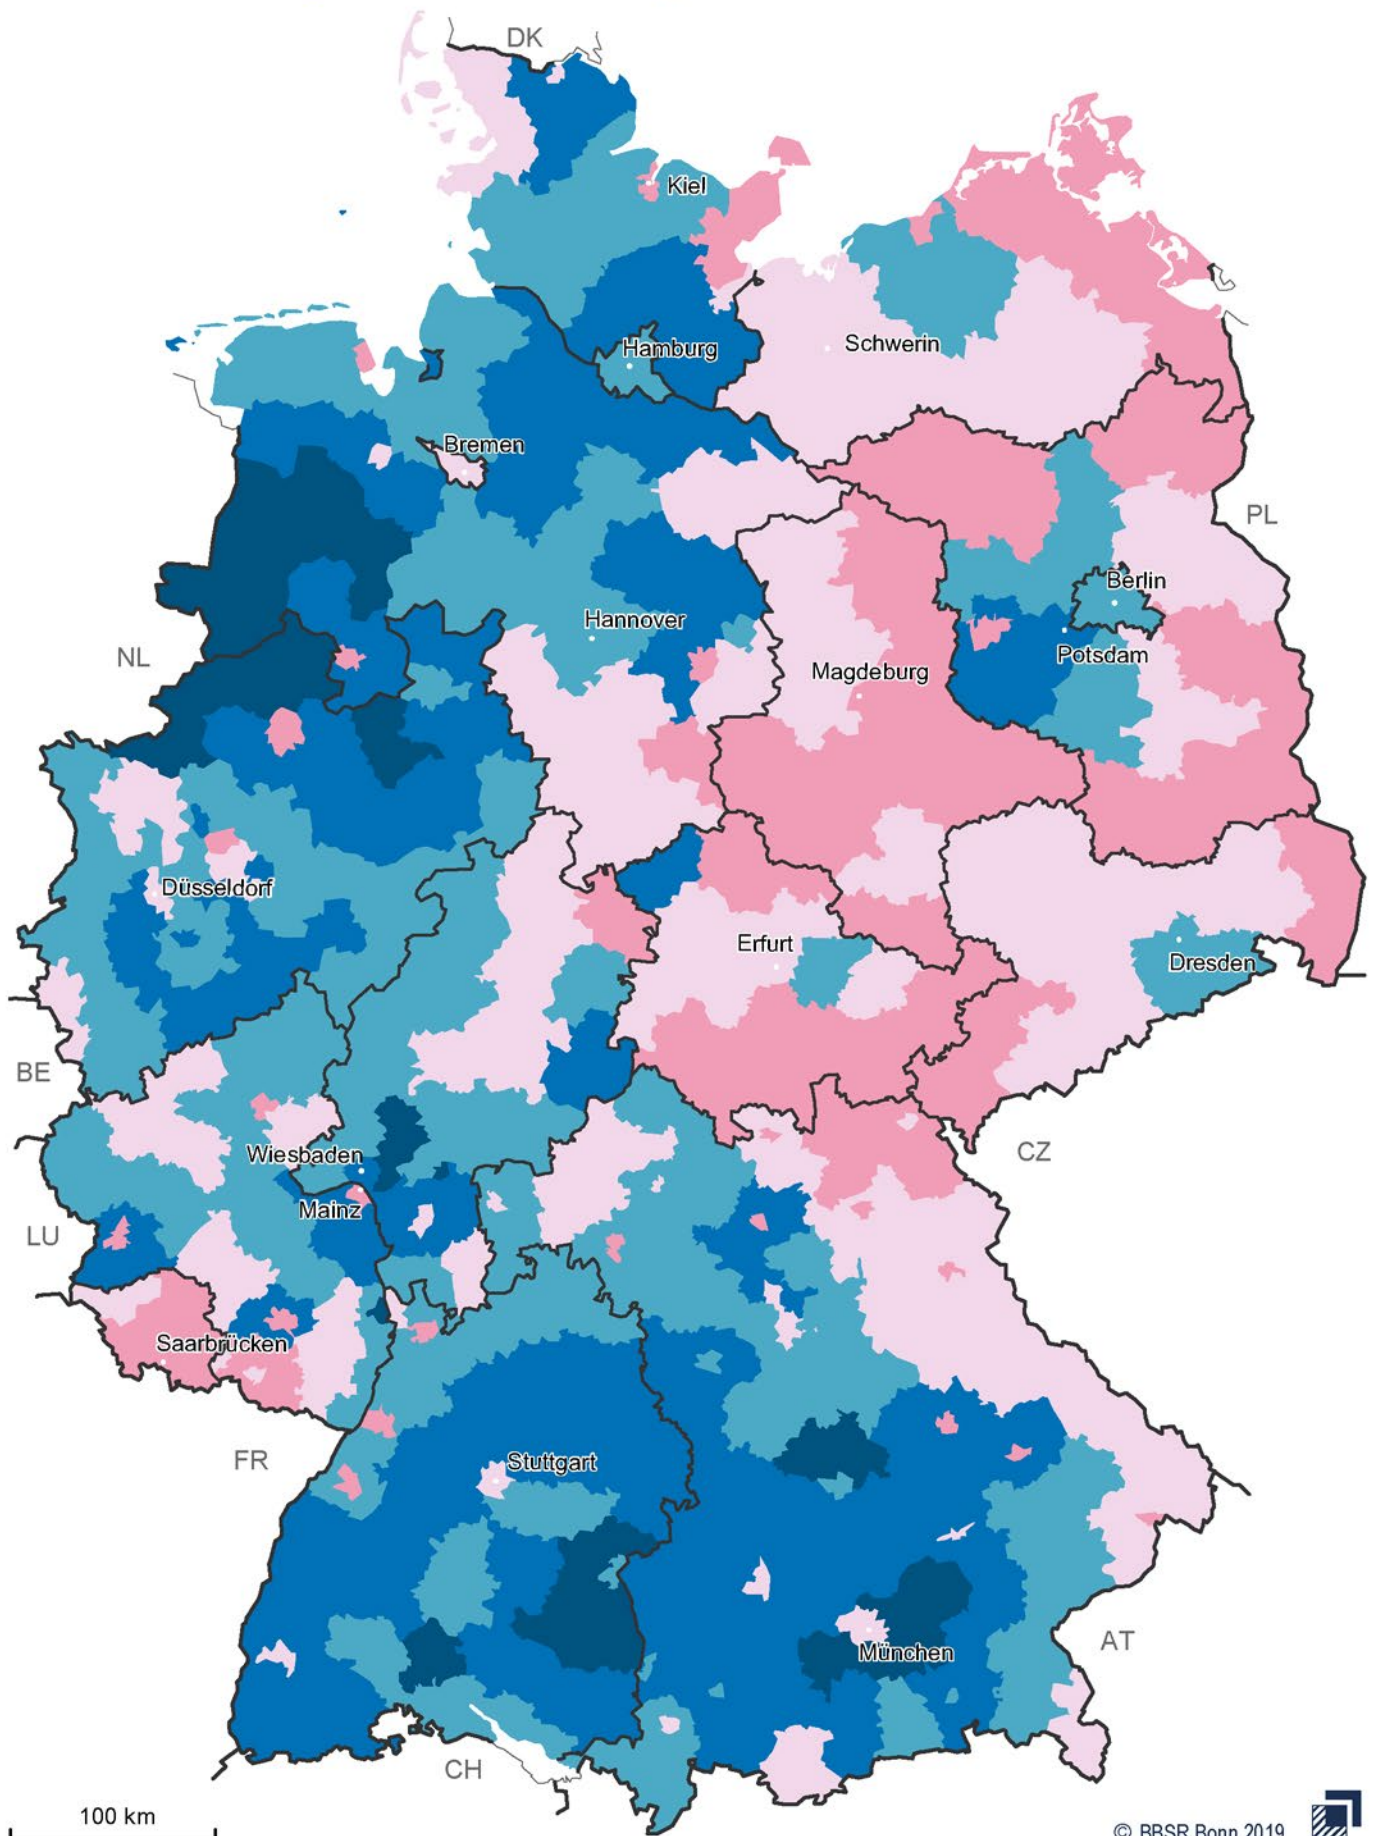 DK
Kiel
Hamburg
Schwerin
Bremen
PL
Berlin
Hannover
NL
Potsdam
Magdeburg
Düsseldorf
Erfurt
Dresden
BE
Wiesbaden
CZ
Mainz
LU
Saarbrücken
FR
Stuttgart
AT
München
CH
100 km
© BBSR Bonn 2019